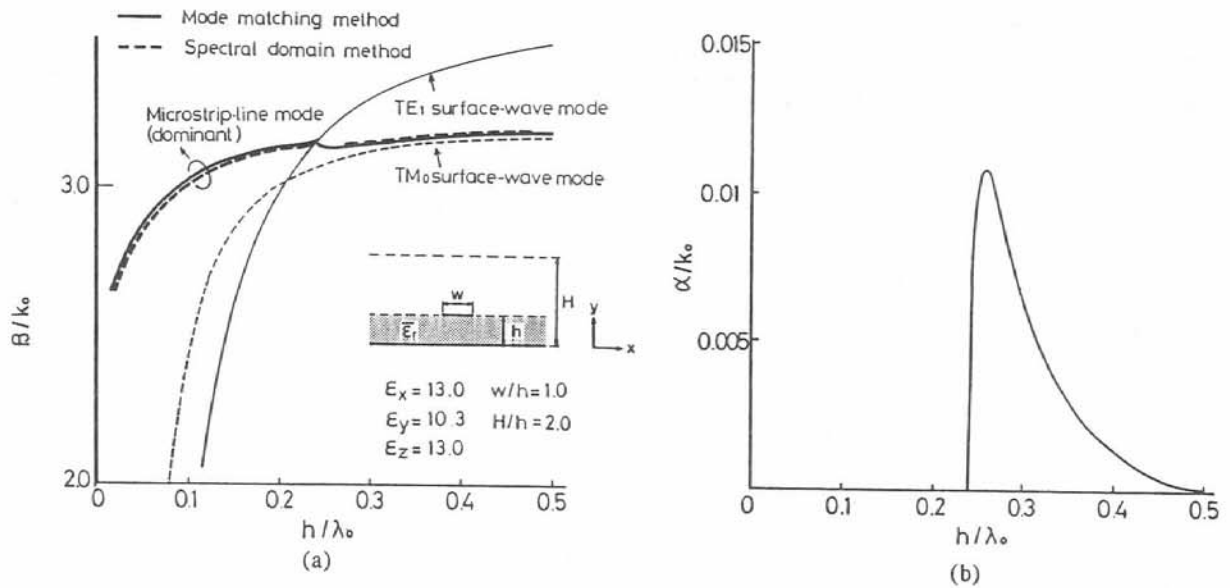 Mode matching method
Spectral domain method
Microstrip-line mode
(dominant)
TE₁ surface-wave mode
TM₀ surface-wave mode
β/k₀
3.0
2.0
0
0.1
0.2
0.3
0.4
0.5
h/λ₀
w
H
h
ε̿r
y
x
εx = 13.0 w/h = 1.0
εy = 10.3 H/h = 2.0
εz = 13.0
(a)
α/k₀
0.015
0.01
0.005
0
0.1
0.2
0.3
0.4
0.5
h/λ₀
(b)